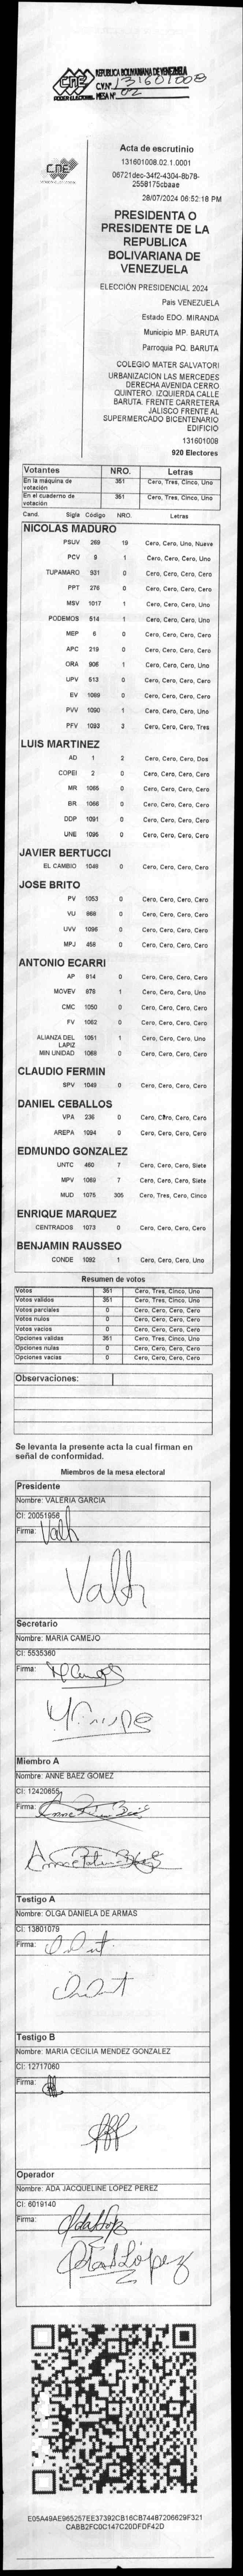 REPUBLICA BOLIVARIANA DE VENEZUELA
C.V.Nº 131601008
MESA Nº 02
PODER ELECTORAL
CNE
Acta de escrutinio
131601008.02.1.0001
06721dec-34f2-4304-8b78-
2558175cbaae
28/07/2024 06:52:18 PM
PRESIDENTA O
PRESIDENTE DE LA
REPUBLICA
BOLIVARIANA DE
VENEZUELA
ELECCIÓN PRESIDENCIAL 2024
Pais VENEZUELA
Estado EDO. MIRANDA
Municipio MP. BARUTA
Parroquia PQ. BARUTA
COLEGIO MATER SALVATORI
URBANIZACIÓN LAS MERCEDES
DERECHA AVENIDA CERRO
QUINTERO. IZQUIERDA CALLE
BARUTA. FRENTE CARRETERA
JALISCO FRENTE AL
SUPERMERCADO BICENTENARIO
EDIFICIO
131601008
920 Electores
Votantes NRO. Letras
En la máquina de votación 351 Cero, Tres, Cinco, Uno
En el cuaderno de votación 351 Cero, Tres, Cinco, Uno
Cand. Sigla Código NRO. Letras
NICOLAS MADURO
PSUV 269 19 Cero, Cero, Uno, Nueve
PCV 9 1 Cero, Cero, Cero, Uno
TUPAMARO 931 0 Cero, Cero, Cero, Cero
PPT 276 0 Cero, Cero, Cero, Cero
MSV 1017 1 Cero, Cero, Cero, Uno
PODEMOS 514 1 Cero, Cero, Cero, Uno
MEP 6 0 Cero, Cero, Cero, Cero
APC 219 0 Cero, Cero, Cero, Cero
ORA 906 1 Cero, Cero, Cero, Uno
UPV 613 0 Cero, Cero, Cero, Cero
EV 1089 0 Cero, Cero, Cero, Cero
PVV 1090 1 Cero, Cero, Cero, Uno
PFV 1093 3 Cero, Cero, Cero, Tres
LUIS MARTINEZ
AD 1 2 Cero, Cero, Cero, Dos
COPEI 2 0 Cero, Cero, Cero, Cero
MR 1065 0 Cero, Cero, Cero, Cero
BR 1066 0 Cero, Cero, Cero, Cero
DDP 1091 0 Cero, Cero, Cero, Cero
UNE 1095 0 Cero, Cero, Cero, Cero
JAVIER BERTUCCI
EL CAMBIO 1048 0 Cero, Cero, Cero, Cero
JOSE BRITO
PV 1053 0 Cero, Cero, Cero, Cero
VU 868 0 Cero, Cero, Cero, Cero
UVV 1096 0 Cero, Cero, Cero, Cero
MPJ 458 0 Cero, Cero, Cero, Cero
ANTONIO ECARRI
AP 914 0 Cero, Cero, Cero, Cero
MOVEV 878 1 Cero, Cero, Cero, Uno
CMC 1050 0 Cero, Cero, Cero, Cero
FV 1062 0 Cero, Cero, Cero, Cero
ALIANZA DEL LAPIZ 1051 1 Cero, Cero, Cero, Uno
MIN UNIDAD 1068 0 Cero, Cero, Cero, Cero
CLAUDIO FERMIN
SPV 1049 0 Cero, Cero, Cero, Cero
DANIEL CEBALLOS
VPA 236 0 Cero, Cero, Cero, Cero
AREPA 1094 0 Cero, Cero, Cero, Cero
EDMUNDO GONZALEZ
UNTC 460 7 Cero, Cero, Cero, Siete
MPV 1069 7 Cero, Cero, Cero, Siete
MUD 1075 305 Cero, Tres, Cero, Cinco
ENRIQUE MARQUEZ
CENTRADOS 1073 0 Cero, Cero, Cero, Cero
BENJAMIN RAUSSEO
CONDE 1092 1 Cero, Cero, Cero, Uno
Resumen de votos
Votos 351 Cero, Tres, Cinco, Uno
Votos validos 351 Cero, Tres, Cinco, Uno
Votos parciales 0 Cero, Cero, Cero, Cero
Votos nulos 0 Cero, Cero, Cero, Cero
Votos vacios 0 Cero, Cero, Cero, Cero
Opciones validas 351 Cero, Tres, Cinco, Uno
Opciones nulas 0 Cero, Cero, Cero, Cero
Opciones vacias 0 Cero, Cero, Cero, Cero
Observaciones:
Se levanta la presente acta la cual firman en
señal de conformidad.
Miembros de la mesa electoral
Presidente
Nombre: VALERIA GARCIA
CI: 20051956
Firma:
Secretario
Nombre: MARIA CAMEJO
CI: 5535360
Firma:
Miembro A
Nombre: ANNE BAEZ GOMEZ
CI: 12420655
Firma:
Testigo A
Nombre: OLGA DANIELA DE ARMAS
CI: 13801079
Firma:
Testigo B
Nombre: MARIA CECILIA MENDEZ GONZALEZ
CI: 12717060
Firma:
Operador
Nombre: ADA JACQUELINE LOPEZ PEREZ
CI: 6019140
Firma:
E05A49AE965257EE37392CB16CB74487206629F321
CABB2FC0C147C20DFDF42D